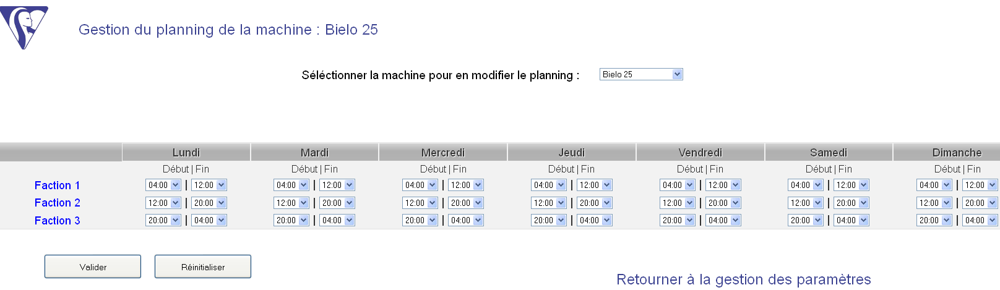 Gestion du planning de la machine : Bielo 25
Séléctionner la machine pour en modifier le planning : Bielo 25
Lundi Mardi Mercredi Jeudi Vendredi Samedi Dimanche
Début | Fin Début | Fin Début | Fin Début | Fin Début | Fin Début | Fin Début | Fin
Faction 1 04:00 | 12:00 04:00 | 12:00 04:00 | 12:00 04:00 | 12:00 04:00 | 12:00 04:00 | 12:00 04:00 | 12:00
Faction 2 12:00 | 20:00 12:00 | 20:00 12:00 | 20:00 12:00 | 20:00 12:00 | 20:00 12:00 | 20:00 12:00 | 20:00
Faction 3 20:00 | 04:00 20:00 | 04:00 20:00 | 04:00 20:00 | 04:00 20:00 | 04:00 20:00 | 04:00 20:00 | 04:00
Valider Réinitialiser
Retourner à la gestion des paramètres